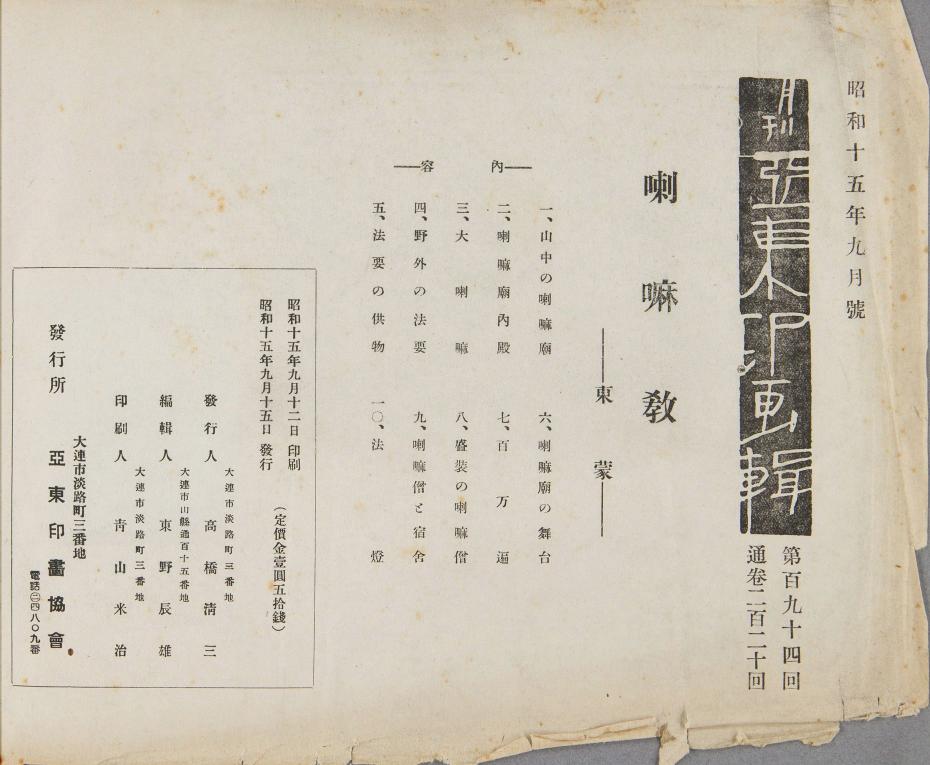 昭和十五年九月號
月刊
亞東印画輯
第百九十四回
通卷二百二十回
喇嘛教
──東蒙──
──內容──
一、山中の喇嘛廟
二、喇嘛廟內殿
三、大喇嘛
四、野外の法要
五、法要の供物
六、喇嘛廟の舞台
七、百万遍
八、盛裝の喇嘛僧
九、喇嘛僧と宿舍
一〇、法燈
昭和十五年九月十二日 印刷
昭和十五年九月十五日 發行
(定價金壹圓五拾錢)
大連市淡路町三番地
發行人 高橋淸三
大連市山縣通百十五番地
編輯人 東野辰雄
大連市淡路町三番地
印刷人 靑山米治
大連市淡路町三番地
發行所 亞東印畫協會
電話㊁四八〇九番